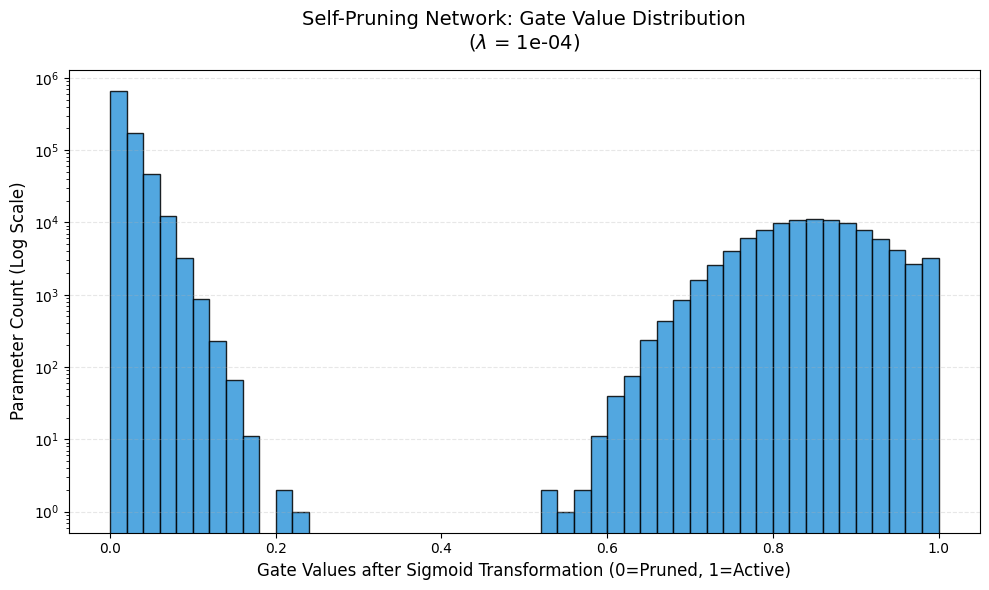 Self-Pruning Network: Gate Value Distribution
(λ = 1e-04)
Parameter Count (Log Scale)
10⁶
10⁵
10⁴
10³
10²
10¹
10⁰
0.0 0.2 0.4 0.6 0.8 1.0
Gate Values after Sigmoid Transformation (0=Pruned, 1=Active)